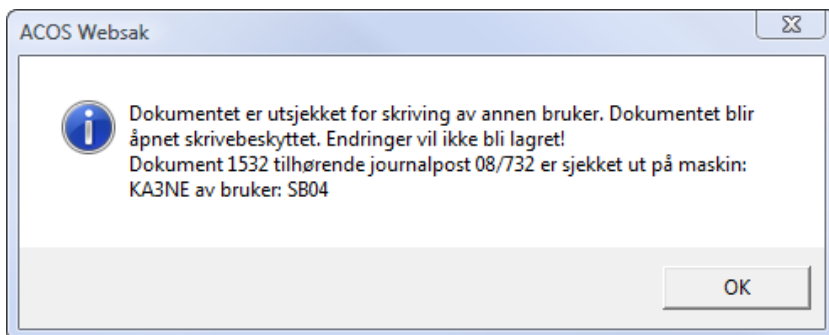 ACOS Websak
Dokumentet er utsjekket for skriving av annen bruker. Dokumentet blir
åpnet skrivebeskyttet. Endringer vil ikke bli lagret!
Dokument 1532 tilhørende journalpost 08/732 er sjekket ut på maskin:
KA3NE av bruker: SB04
OK